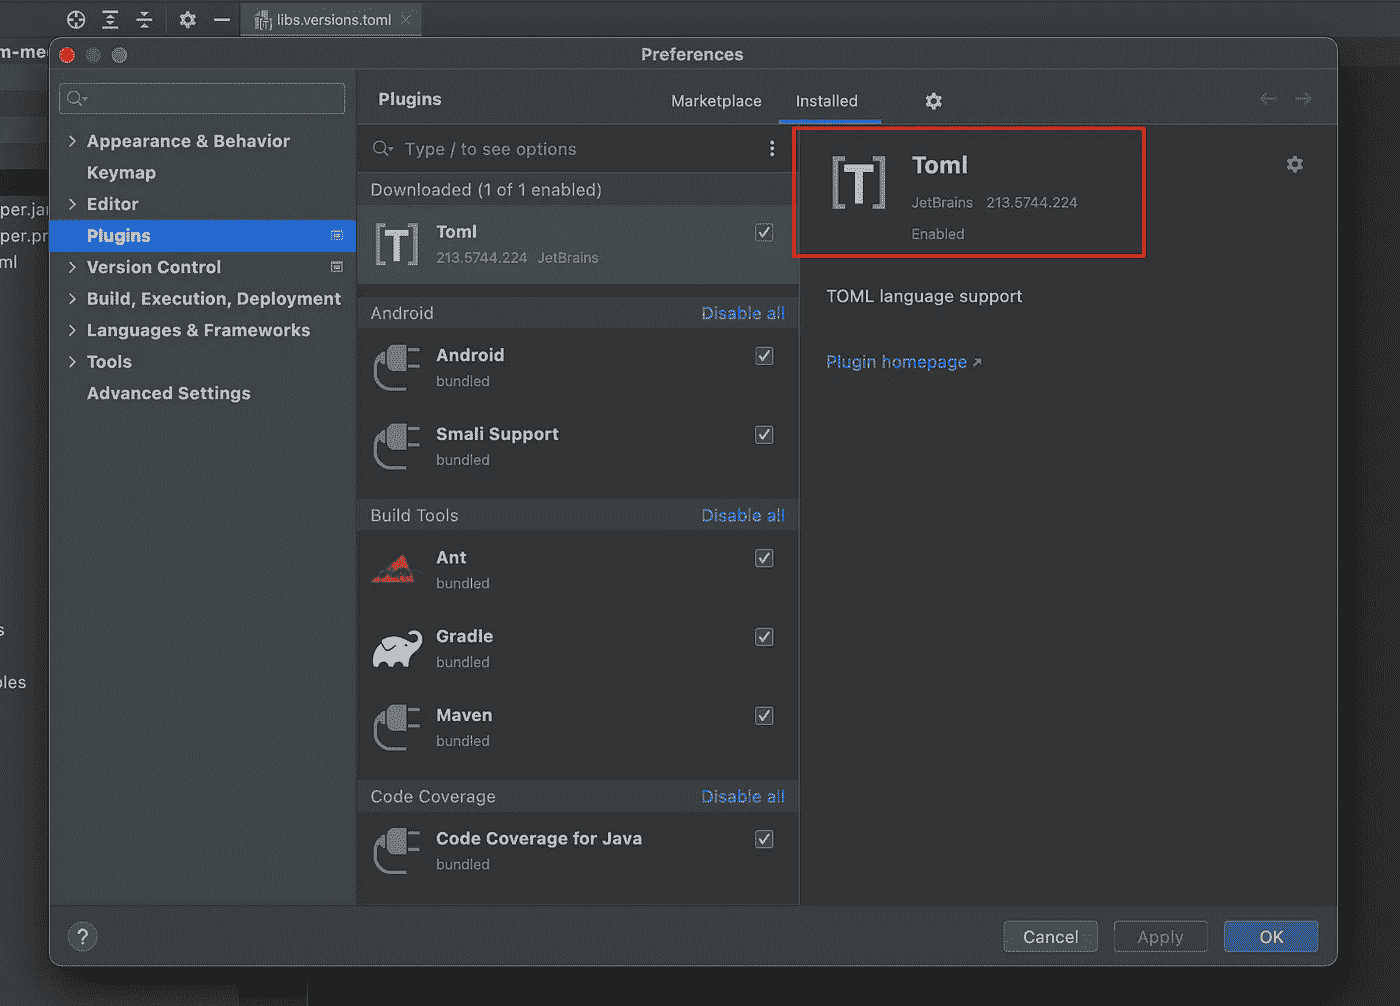 libs.versions.toml
m-me
per.jar
per.pr
ml
s
les
Preferences
Appearance & Behavior
Keymap
Editor
Plugins
Version Control
Build, Execution, Deployment
Languages & Frameworks
Tools
Advanced Settings
Plugins
Marketplace
Installed
Type / to see options
Downloaded (1 of 1 enabled)
[T]
Toml
213.5744.224 JetBrains
Android
Disable all
Android
bundled
Smali Support
bundled
Build Tools
Disable all
Ant
bundled
Gradle
bundled
Maven
bundled
Code Coverage
Disable all
Code Coverage for Java
bundled
[T]
Toml
JetBrains 213.5744.224
Enabled
TOML language support
Plugin homepage ↗
?
Cancel
Apply
OK